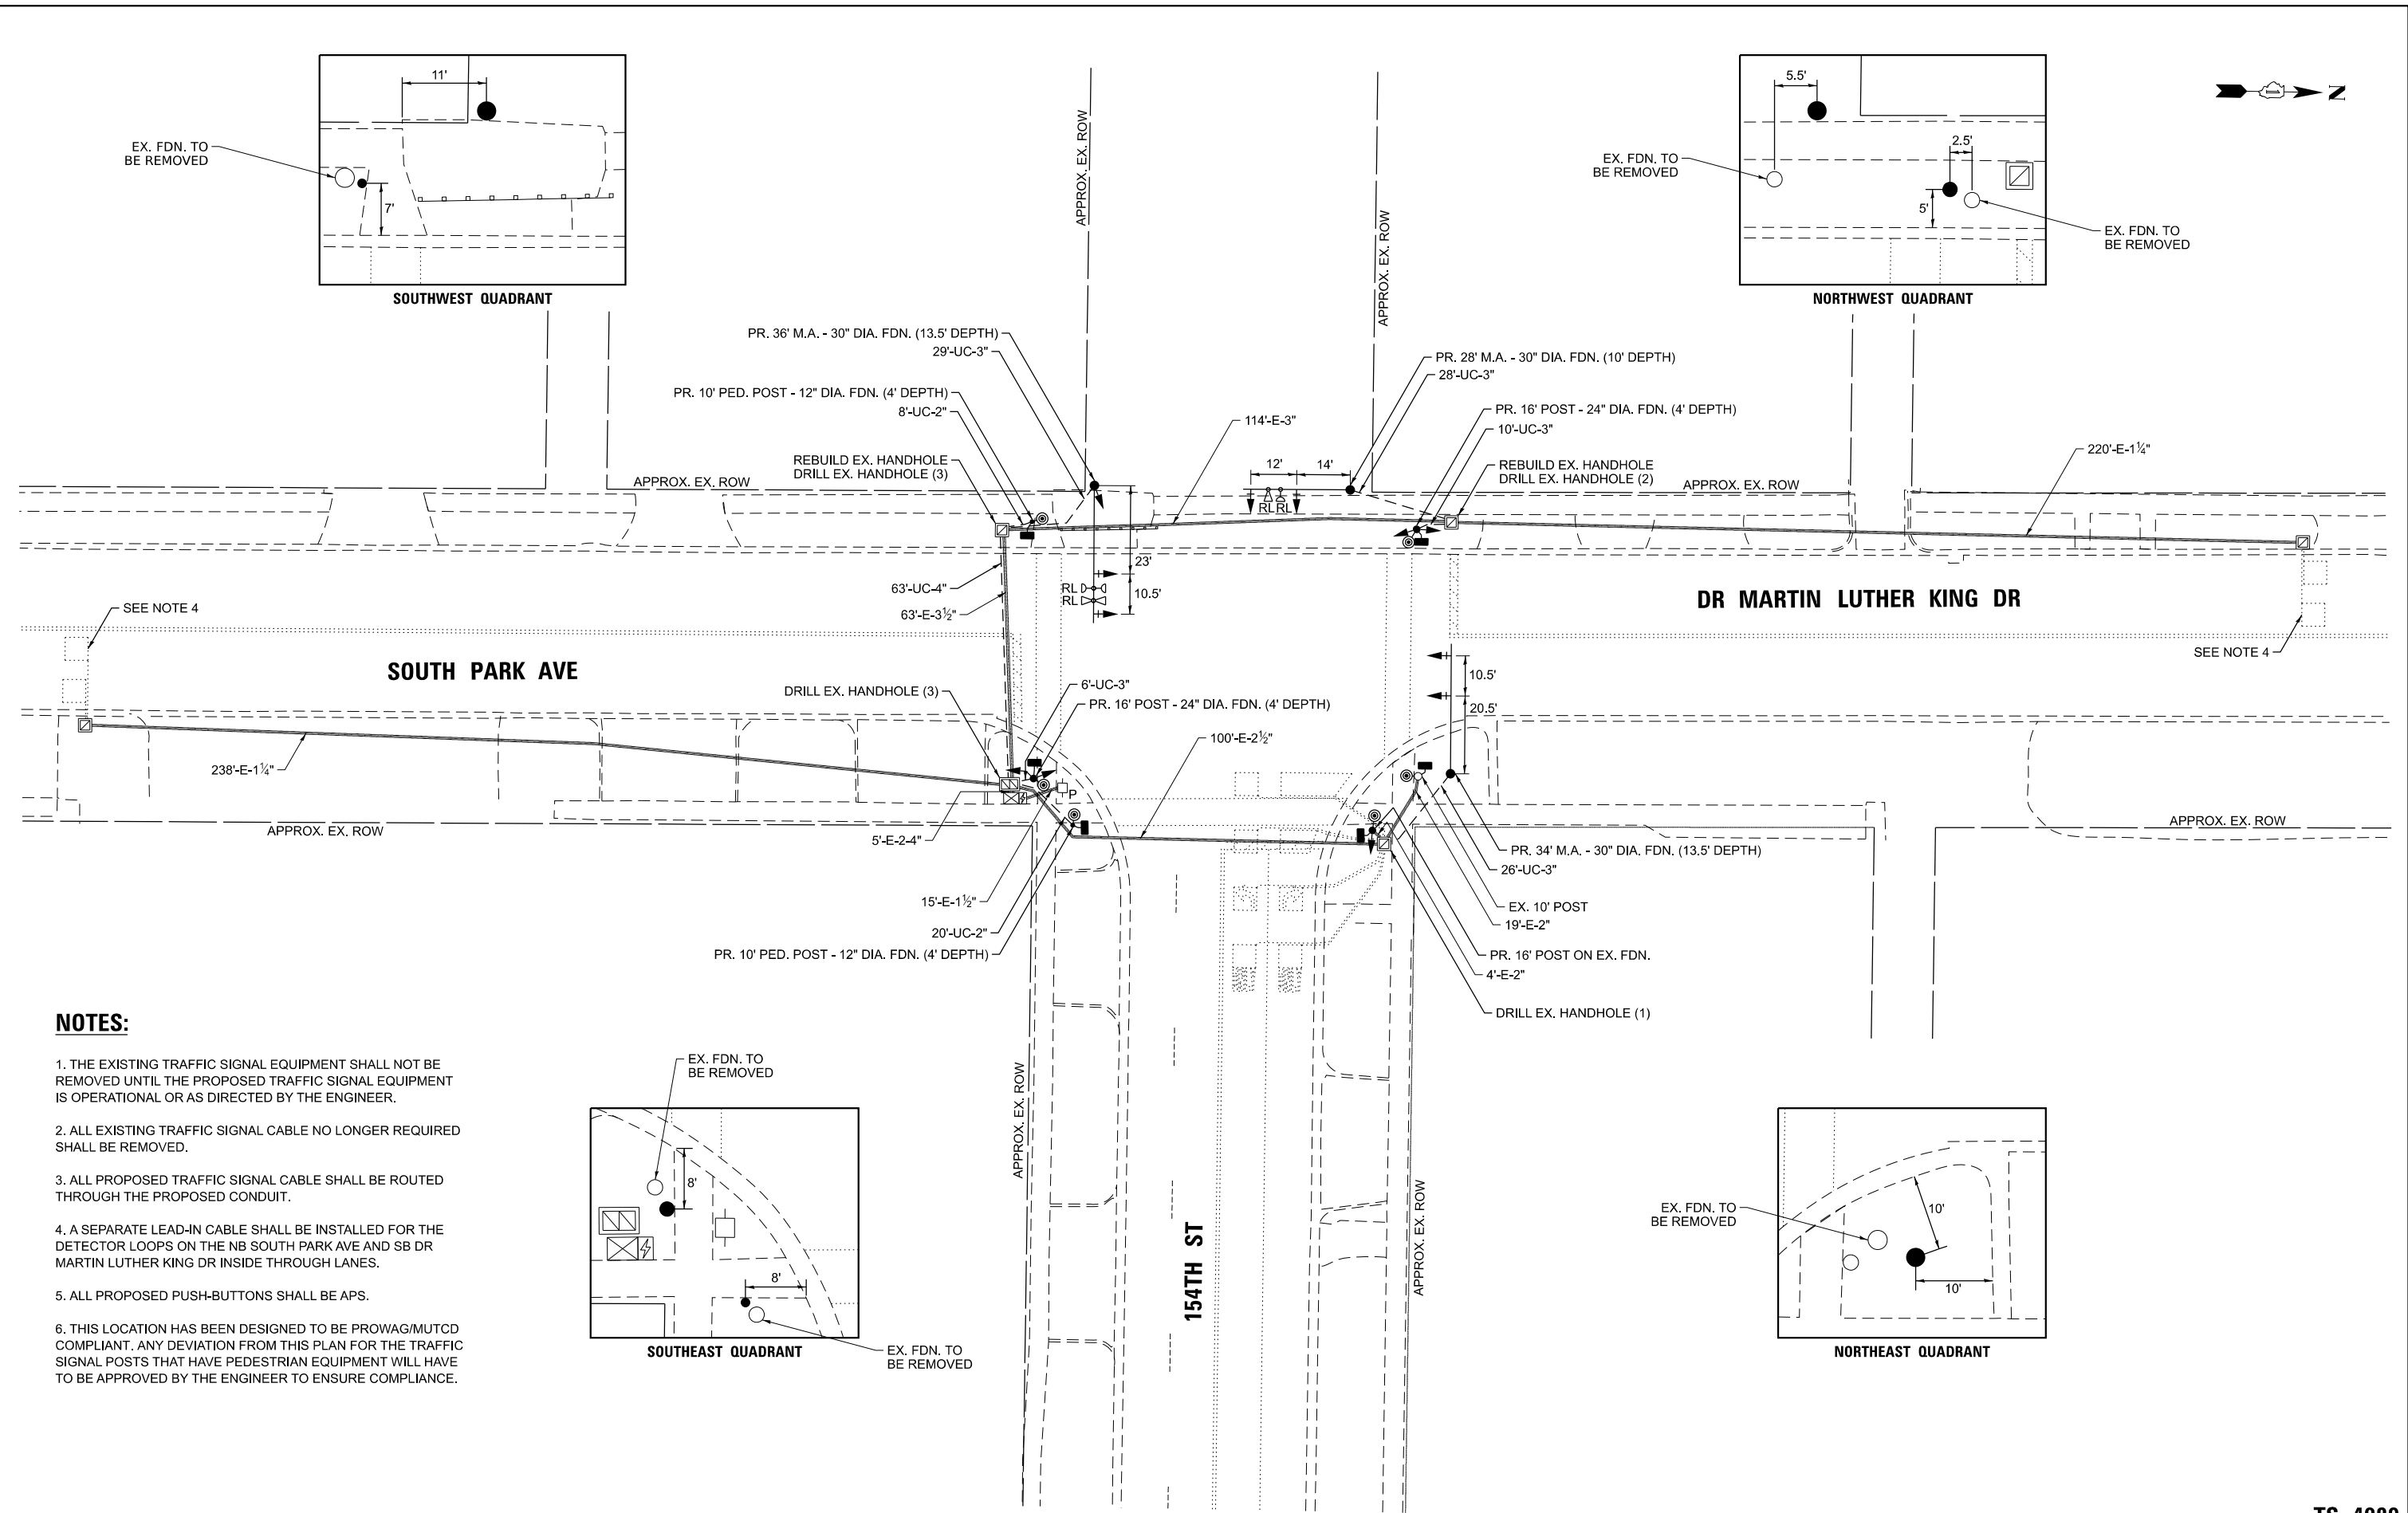 11'
EX. FDN. TO
BE REMOVED
7'
SOUTHWEST QUADRANT
5.5'
2.5'
EX. FDN. TO
BE REMOVED
5'
EX. FDN. TO
BE REMOVED
NORTHWEST QUADRANT
N
APPROX. EX. ROW
APPROX. EX. ROW
PR. 36' M.A. - 30" DIA. FDN. (13.5' DEPTH)
29'-UC-3"
PR. 10' PED. POST - 12" DIA. FDN. (4' DEPTH)
8'-UC-2"
REBUILD EX. HANDHOLE
DRILL EX. HANDHOLE (3)
APPROX. EX. ROW
114'-E-3"
12'
14'
RL RL
PR. 28' M.A. - 30" DIA. FDN. (10' DEPTH)
28'-UC-3"
PR. 16' POST - 24" DIA. FDN. (4' DEPTH)
10'-UC-3"
REBUILD EX. HANDHOLE
DRILL EX. HANDHOLE (2)
APPROX. EX. ROW
220'-E-1¼"
23'
10.5'
RL
RL
63'-UC-4"
63'-E-3½"
SEE NOTE 4
DR MARTIN LUTHER KING DR
SEE NOTE 4
SOUTH PARK AVE
DRILL EX. HANDHOLE (3)
6'-UC-3"
PR. 16' POST - 24" DIA. FDN. (4' DEPTH)
10.5'
20.5'
100'-E-2½"
238'-E-1¼"
P
APPROX. EX. ROW
APPROX. EX. ROW
5'-E-2-4"
15'-E-1½"
20'-UC-2"
PR. 10' PED. POST - 12" DIA. FDN. (4' DEPTH)
PR. 34' M.A. - 30" DIA. FDN. (13.5' DEPTH)
26'-UC-3"
EX. 10' POST
19'-E-2"
PR. 16' POST ON EX. FDN.
4'-E-2"
DRILL EX. HANDHOLE (1)
NOTES:
1. THE EXISTING TRAFFIC SIGNAL EQUIPMENT SHALL NOT BE
REMOVED UNTIL THE PROPOSED TRAFFIC SIGNAL EQUIPMENT
IS OPERATIONAL OR AS DIRECTED BY THE ENGINEER.
2. ALL EXISTING TRAFFIC SIGNAL CABLE NO LONGER REQUIRED
SHALL BE REMOVED.
3. ALL PROPOSED TRAFFIC SIGNAL CABLE SHALL BE ROUTED
THROUGH THE PROPOSED CONDUIT.
4. A SEPARATE LEAD-IN CABLE SHALL BE INSTALLED FOR THE
DETECTOR LOOPS ON THE NB SOUTH PARK AVE AND SB DR
MARTIN LUTHER KING DR INSIDE THROUGH LANES.
5. ALL PROPOSED PUSH-BUTTONS SHALL BE APS.
6. THIS LOCATION HAS BEEN DESIGNED TO BE PROWAG/MUTCD
COMPLIANT. ANY DEVIATION FROM THIS PLAN FOR THE TRAFFIC
SIGNAL POSTS THAT HAVE PEDESTRIAN EQUIPMENT WILL HAVE
TO BE APPROVED BY THE ENGINEER TO ENSURE COMPLIANCE.
EX. FDN. TO
BE REMOVED
8'
8'
SOUTHEAST QUADRANT
EX. FDN. TO
BE REMOVED
APPROX. EX. ROW
154TH ST
APPROX. EX. ROW
EX. FDN. TO
BE REMOVED
10'
10'
NORTHEAST QUADRANT